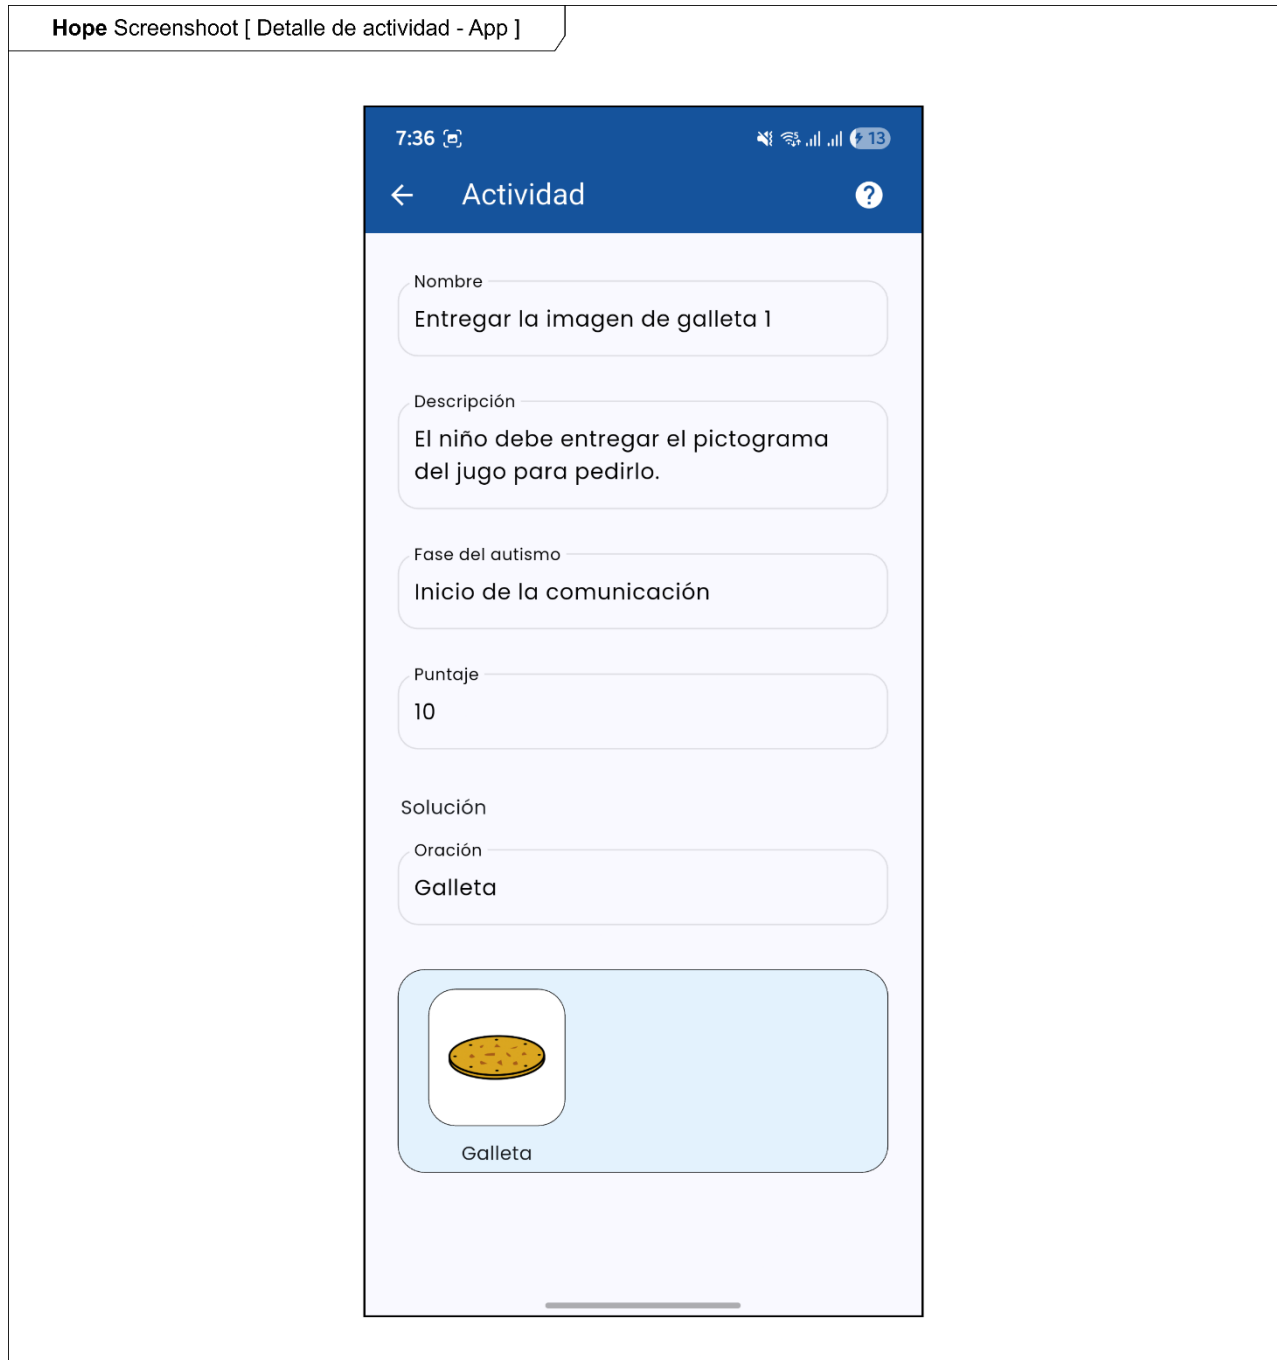 Hope Screenshoot [ Detalle de actividad - App ]
7:36
13
Actividad
?
Nombre
Entregar la imagen de galleta 1
Descripción
El niño debe entregar el pictograma
del jugo para pedirlo.
Fase del autismo
Inicio de la comunicación
Puntaje
10
Solución
Oración
Galleta
Galleta